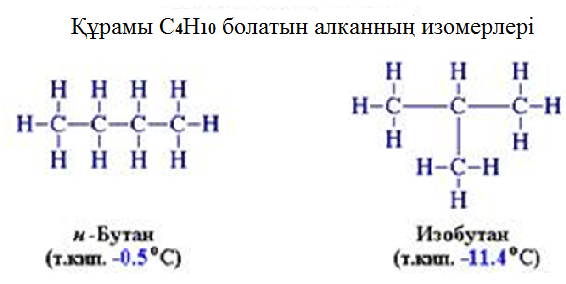 Құрамы C4H10 болатын алканның изомерлері
H H H H
H-C-C-C-C-H
H H H H
н-Бутан
(т.кип. -0.5°C)
H H H
H-C-C-C-H
H H
H-C-H
H
Изобутан
(т.кип. -11.4°C)